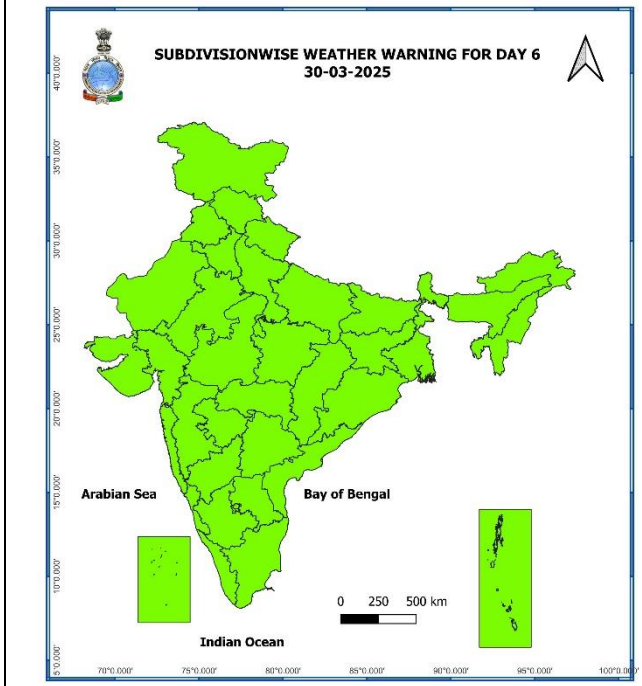 SUBDIVISIONWISE WEATHER WARNING FOR DAY 6
30-03-2025
40°0.000'
35°0.000'
30°0.000'
25°0.000'
20°0.000'
15°0.000'
10°0.000'
5°0.000'
Arabian Sea
Bay of Bengal
0 250 500 km
Indian Ocean
70°0.000' 75°0.000' 80°0.000' 85°0.000' 90°0.000' 95°0.000' 100°0.000'